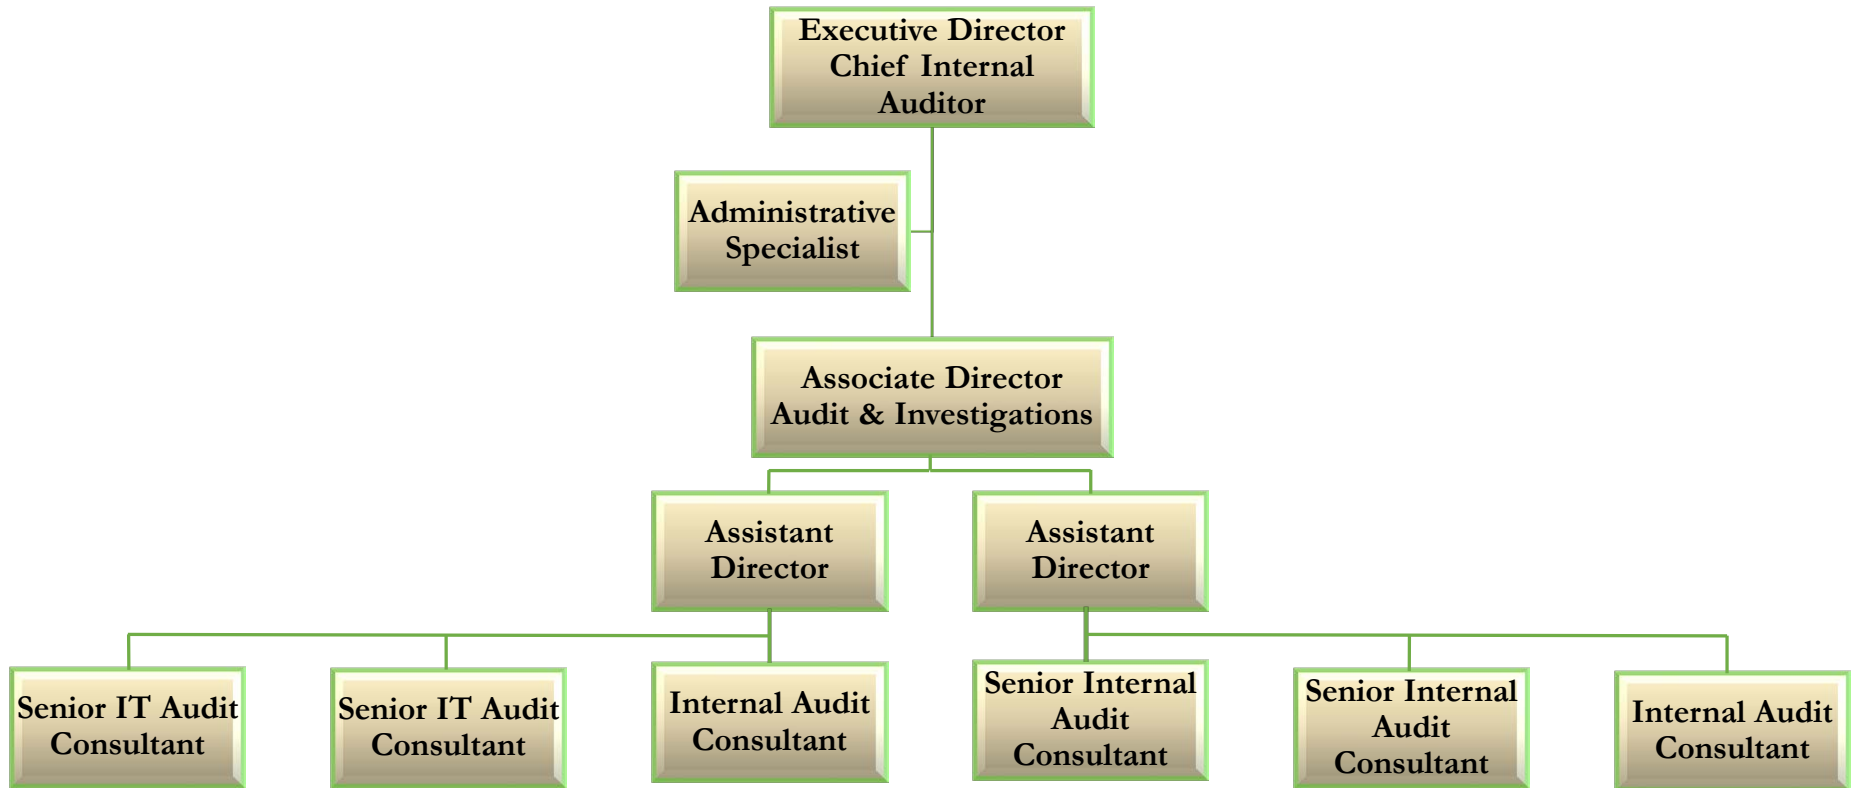 Executive Director
Chief Internal
Auditor
Administrative
Specialist
Associate Director
Audit & Investigations
Assistant
Director
Assistant
Director
Senior IT Audit
Consultant
Senior IT Audit
Consultant
Internal Audit
Consultant
Senior Internal
Audit
Consultant
Senior Internal
Audit
Consultant
Internal Audit
Consultant